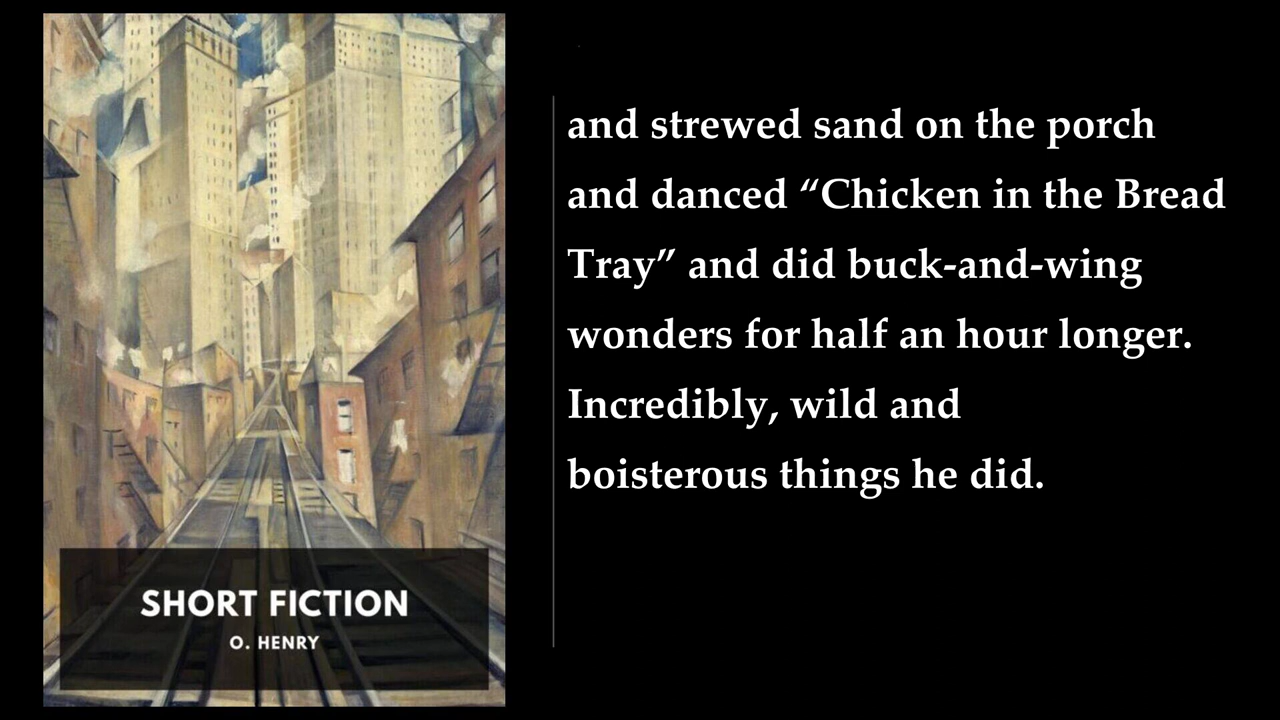 and strewed sand on the porch
and danced “Chicken in the Bread
Tray” and did buck-and-wing
wonders for half an hour longer.
Incredibly, wild and
boisterous things he did.
SHORT FICTION
O. HENRY